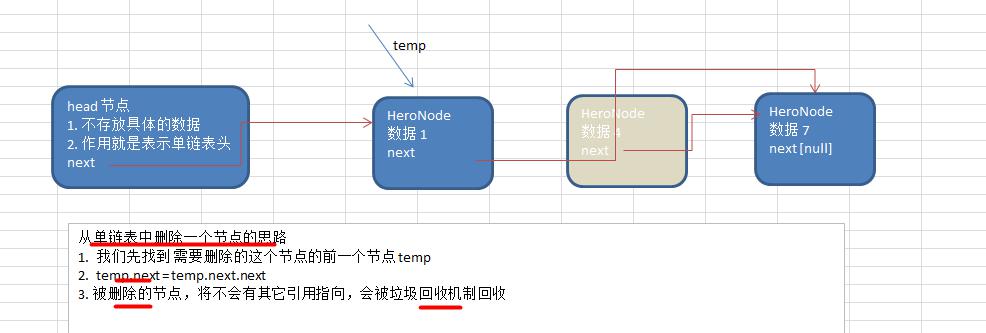 temp
head 节点
1. 不存放具体的数据
2. 作用就是表示单链表头
next
HeroNode
数据 1
next
HeroNode
数据 4
next
HeroNode
数据 7
next [null]
从单链表中删除一个节点的思路
1. 我们先找到 需要删除的这个节点的前一个节点 temp
2. temp.next = temp.next.next
3. 被删除的节点，将不会有其它引用指向，会被垃圾回收机制回收